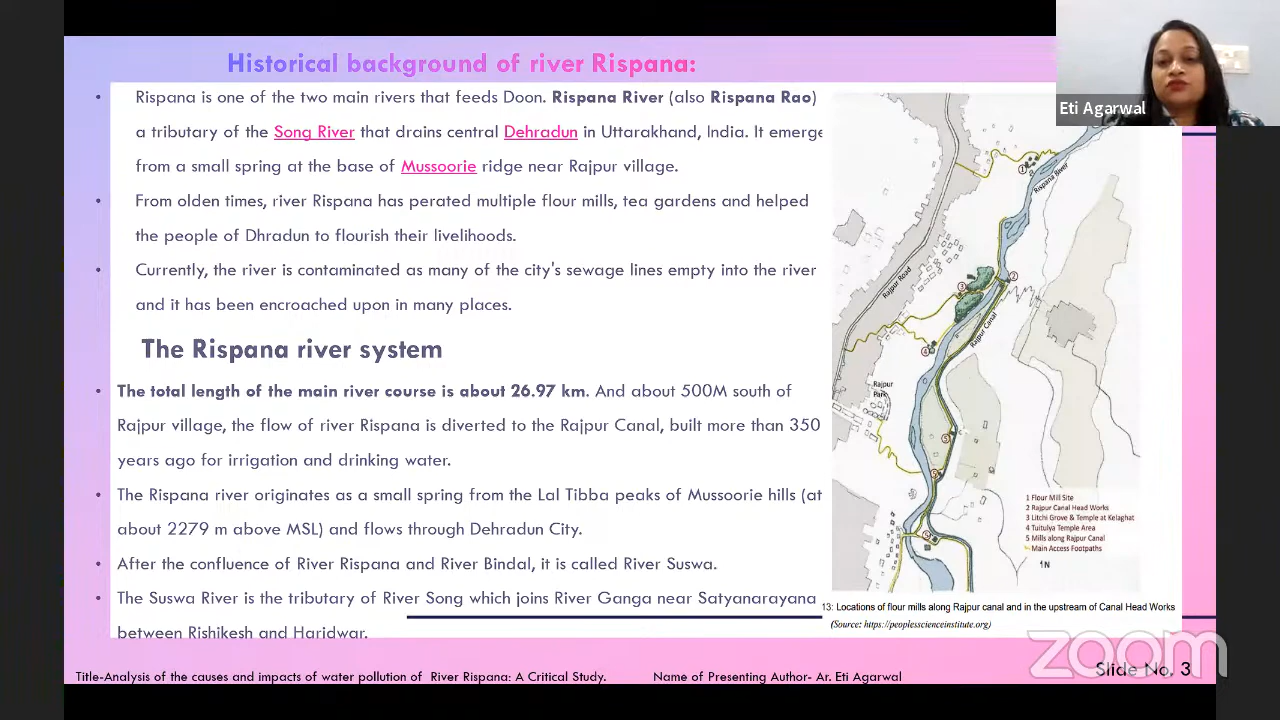 Historical background of river Rispana:
• Rispana is one of the two main rivers that feeds Doon. Rispana River (also Rispana Rao)
a tributary of the Song River that drains central Dehradun in Uttarakhand, India. It emerge
from a small spring at the base of Mussoorie ridge near Rajpur village.
• From olden times, river Rispana has perated multiple flour mills, tea gardens and helped
the people of Dhradun to flourish their livelihoods.
• Currently, the river is contaminated as many of the city's sewage lines empty into the river
and it has been encroached upon in many places.
The Rispana river system
• The total length of the main river course is about 26.97 km. And about 500M south of
Rajpur village, the flow of river Rispana is diverted to the Rajpur Canal, built more than 350
years ago for irrigation and drinking water.
• The Rispana river originates as a small spring from the Lal Tibba peaks of Mussoorie hills (at
about 2279 m above MSL) and flows through Dehradun City.
• After the confluence of River Rispana and River Bindal, it is called River Suswa.
• The Suswa River is the tributary of River Song which joins River Ganga near Satyanarayana
between Rishikesh and Haridwar.
Eti Agarwal
Rispana River
1
2
3
Rajpur Road
Rajpur Canal
4
Rajpur
Park
5
5
5
1 Flour Mill Site
2 Rajpur Canal Head Works
3 Litchi Grove & Temple at Kelaghat
4 Tuitulya Temple Area
5 Mills along Rajpur Canal
Main Access Footpaths
N
13: Locations of flour mills along Rajpur canal and in the upstream of Canal Head Works
(Source: https://peoplesscienceinstitute.org)
zoom
Slide No. 3
Title-Analysis of the causes and impacts of water pollution of River Rispana: A Critical Study.
Name of Presenting Author- Ar. Eti Agarwal